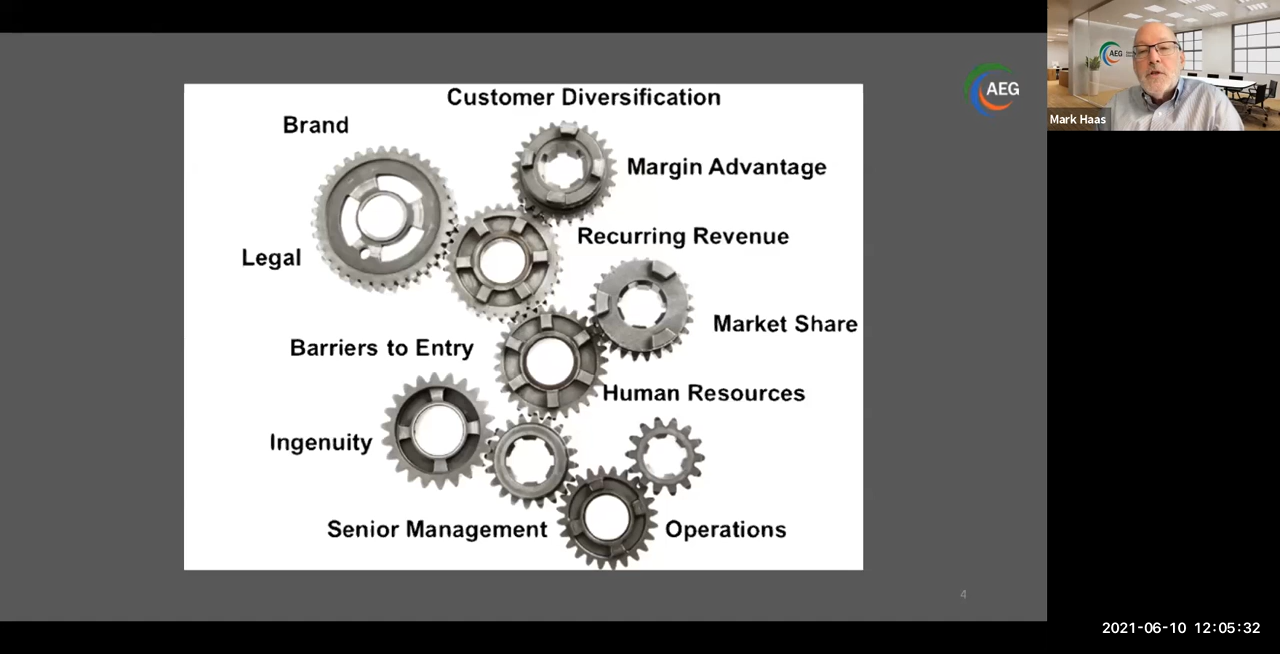 Customer Diversification
Brand
Margin Advantage
Recurring Revenue
Legal
Market Share
Barriers to Entry
Human Resources
Ingenuity
Senior Management
Operations
4
AEG
AEG
Mark Haas
2021-06-10 12:05:32